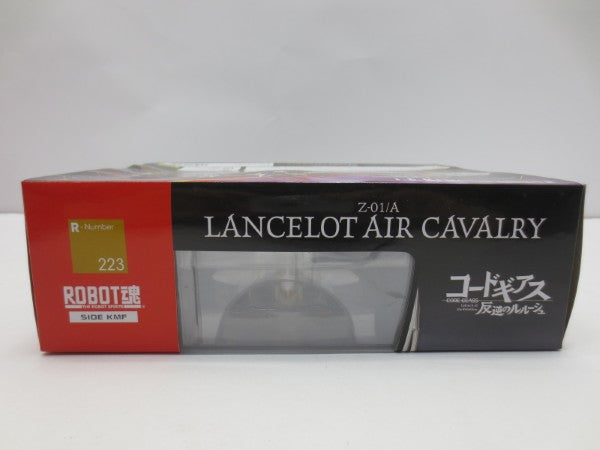 R-Number
223
ROBOT魂
THE ROBOT SPIRITS
SIDE KMF
Z-01/A
LANCELOT AIR CAVALRY
コードギアス
CODE GEASS
反逆のルルーシュ